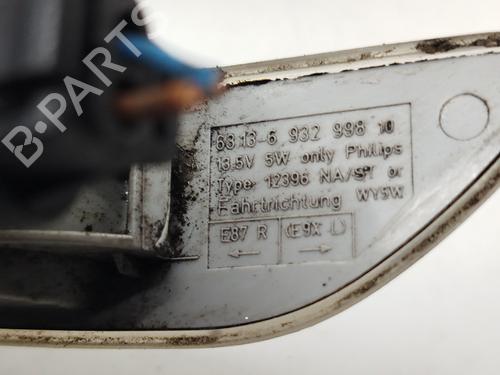 63.13-6 932 998 10
13,5V 5W only Philips
Type: 12396 NA/ST or
Fahrtrichtung WY5W
E87 R (E9X L)
← →
B-PARTS